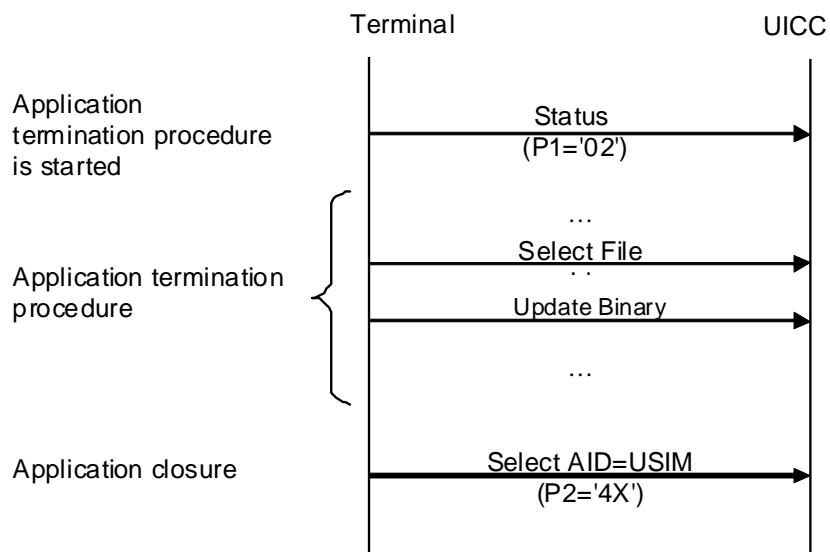 Terminal
UICC
Application
termination procedure
is started
Status
(P1='02')
...
Select File
. .
Application termination
procedure
Update Binary
...
Application closure
Select AID=USIM
(P2='4X')